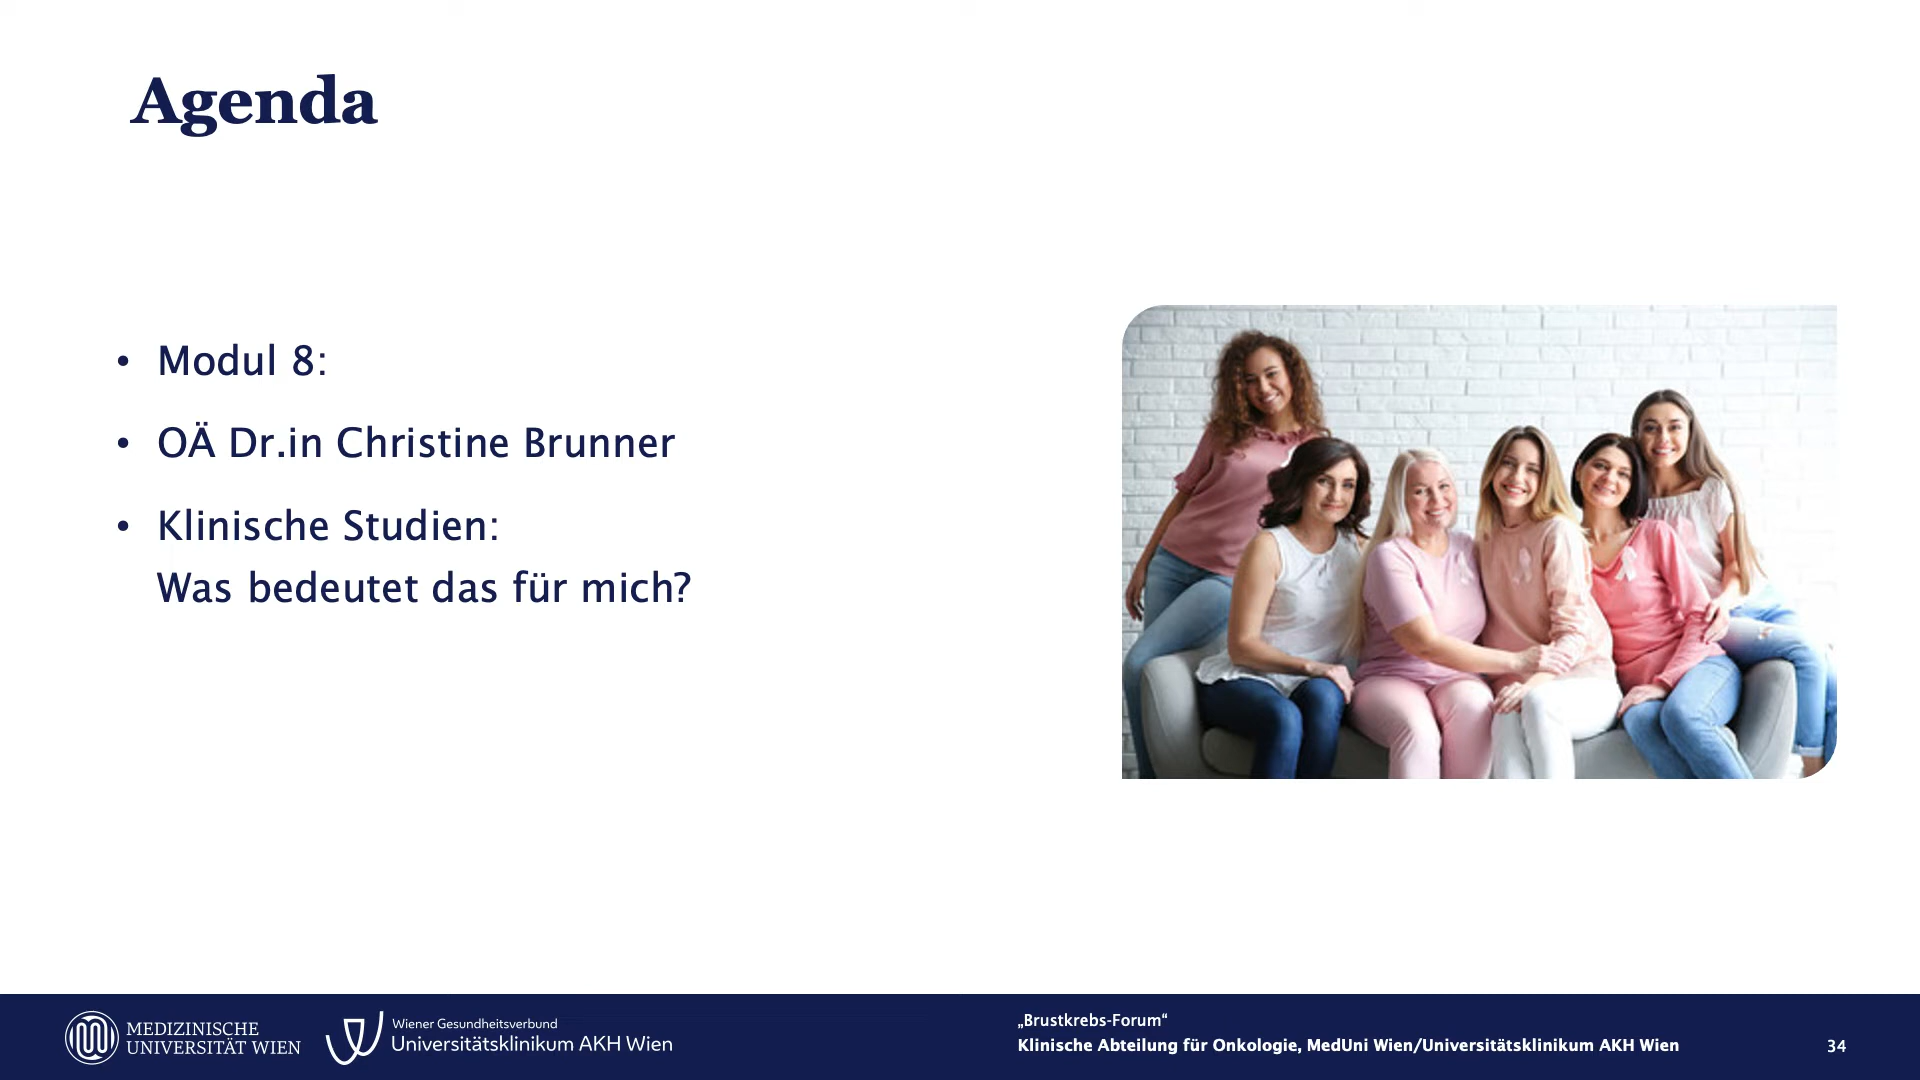 Agenda
• Modul 8:
• OÄ Dr.in Christine Brunner
• Klinische Studien:
Was bedeutet das für mich?
MEDIZINISCHE
UNIVERSITÄT WIEN
Wiener Gesundheitsverbund
Universitätsklinikum AKH Wien
„Brustkrebs-Forum“
Klinische Abteilung für Onkologie, MedUni Wien/Universitätsklinikum AKH Wien
34